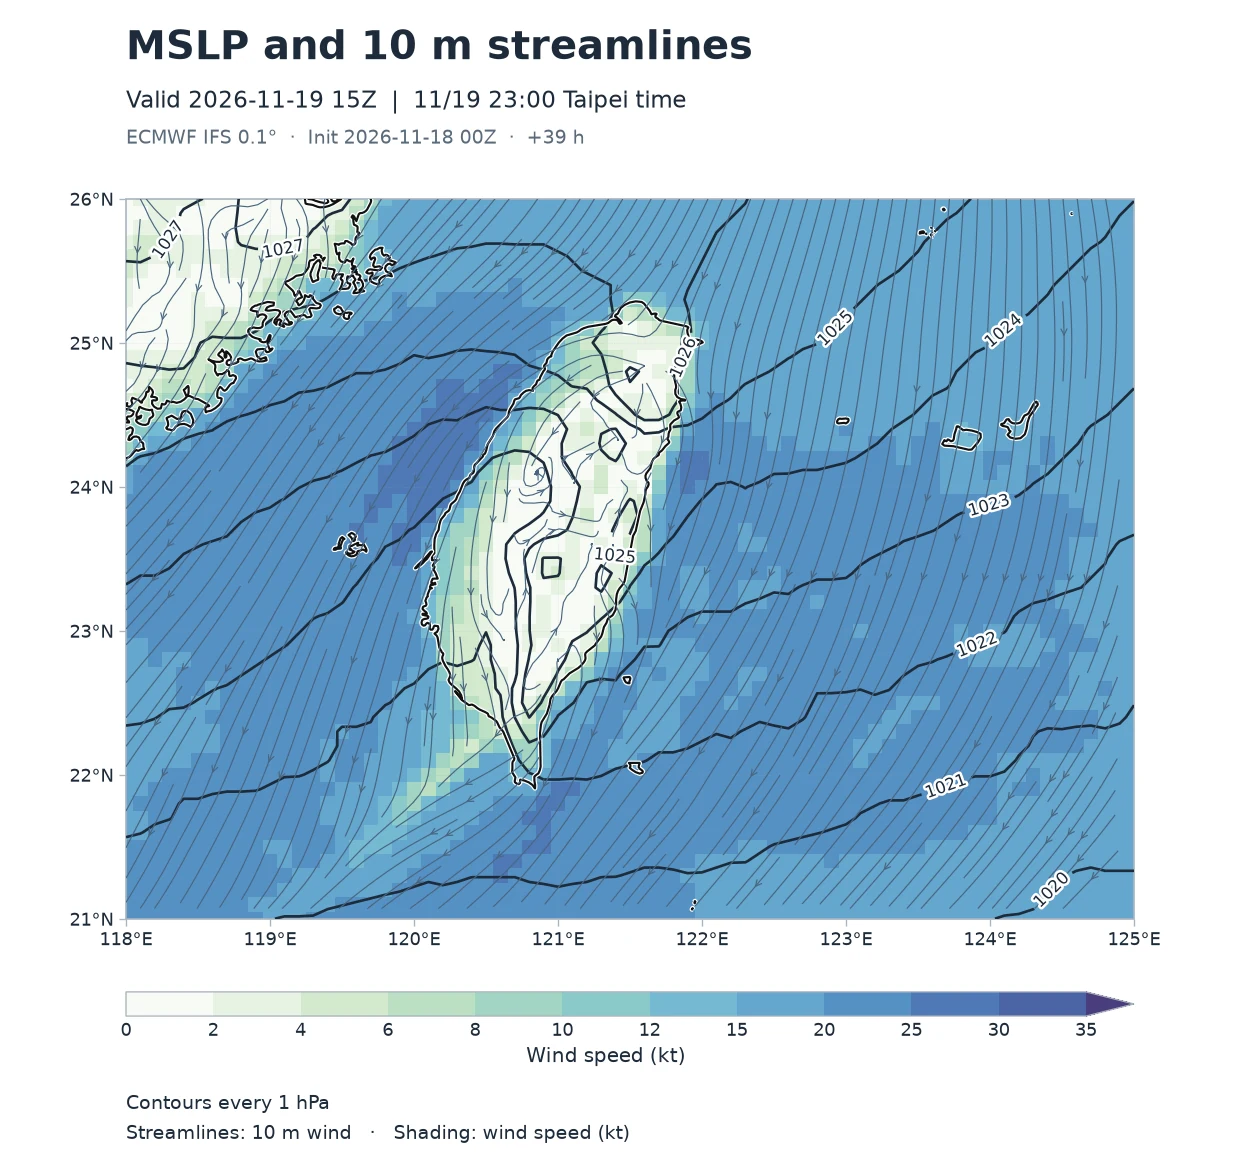 MSLP and 10 m streamlines
Valid 2026-11-19 15Z | 11/19 23:00 Taipei time
ECMWF IFS 0.1° · Init 2026-11-18 00Z · +39 h
26°N
25°N
24°N
23°N
22°N
21°N
1027
1027
1026
1025
1025
1024
1023
1022
1021
1020
118°E 119°E 120°E 121°E 122°E 123°E 124°E 125°E
0 2 4 6 8 10 12 15 20 25 30 35
Wind speed (kt)
Contours every 1 hPa
Streamlines: 10 m wind · Shading: wind speed (kt)